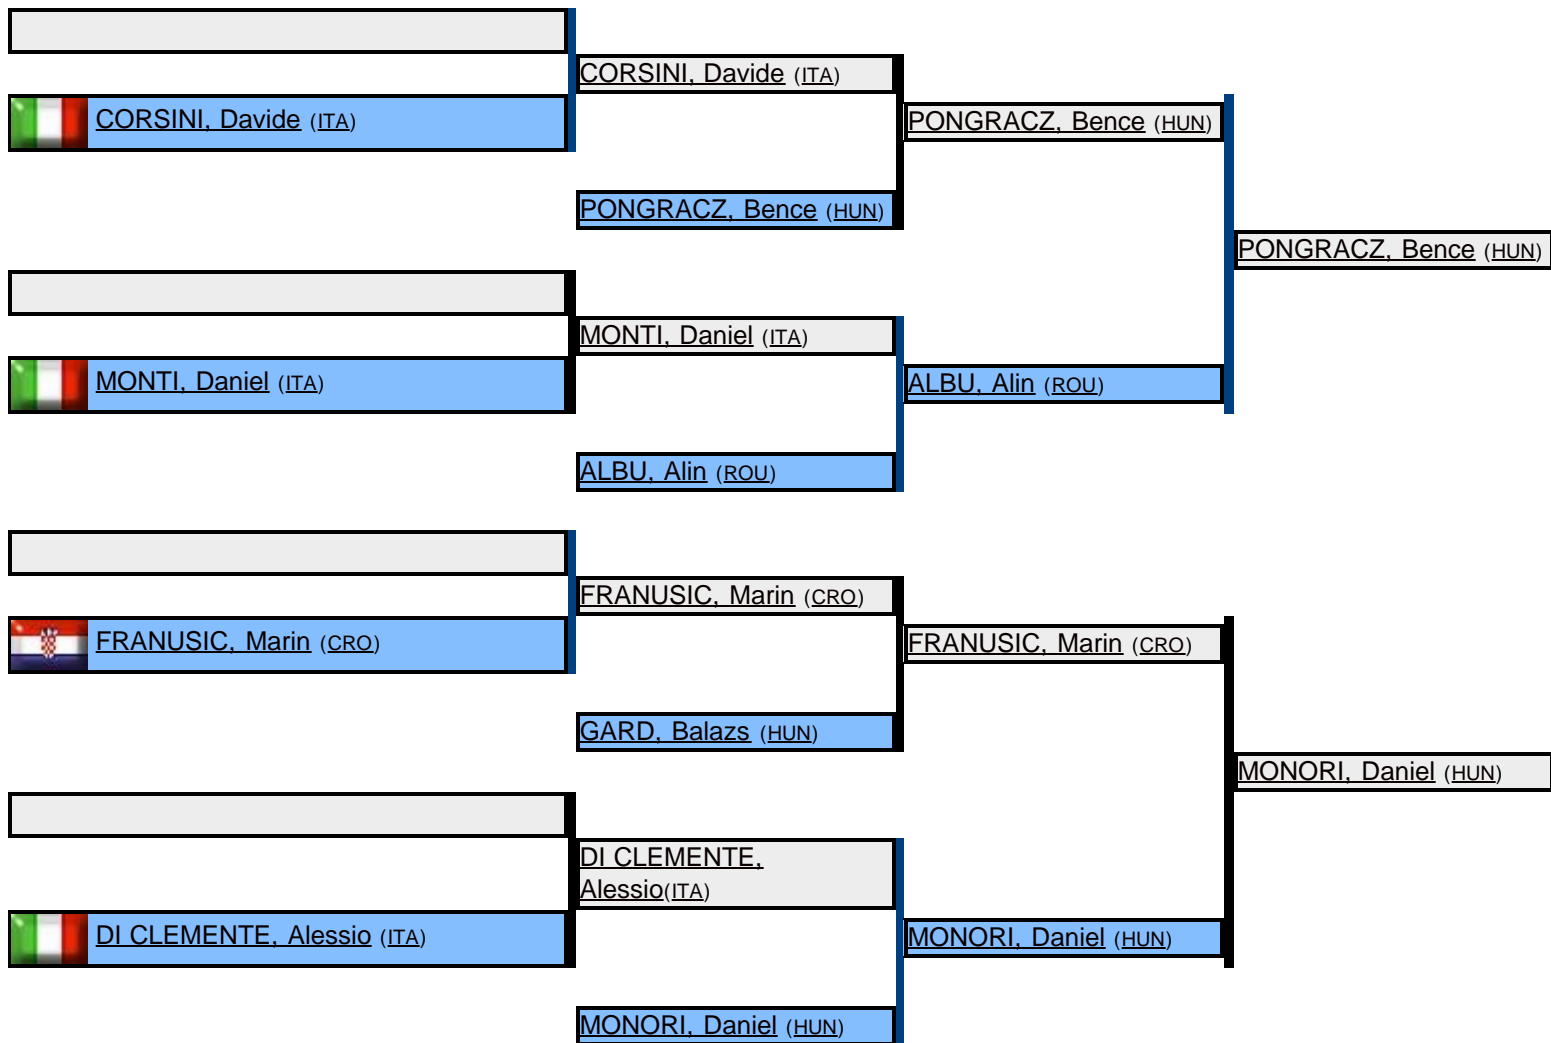 CORSINI, Davide (ITA)
CORSINI, Davide (ITA)
PONGRACZ, Bence (HUN)
PONGRACZ, Bence (HUN)
PONGRACZ, Bence (HUN)
MONTI, Daniel (ITA)
MONTI, Daniel (ITA)
ALBU, Alin (ROU)
ALBU, Alin (ROU)
FRANUSIC, Marin (CRO)
FRANUSIC, Marin (CRO)
FRANUSIC, Marin (CRO)
GARD, Balazs (HUN)
MONORI, Daniel (HUN)
DI CLEMENTE,
Alessio(ITA)
DI CLEMENTE, Alessio (ITA)
MONORI, Daniel (HUN)
MONORI, Daniel (HUN)